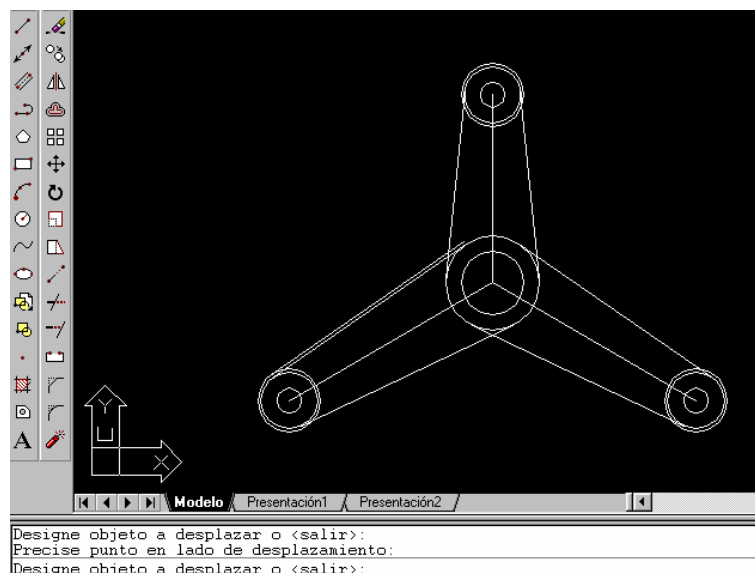 A
Y
X
Modelo Presentación1 Presentación2
Designe objeto a desplazar o <salir>:
Precise punto en lado de desplazamiento:
Designe objeto a desplazar o <salir>: